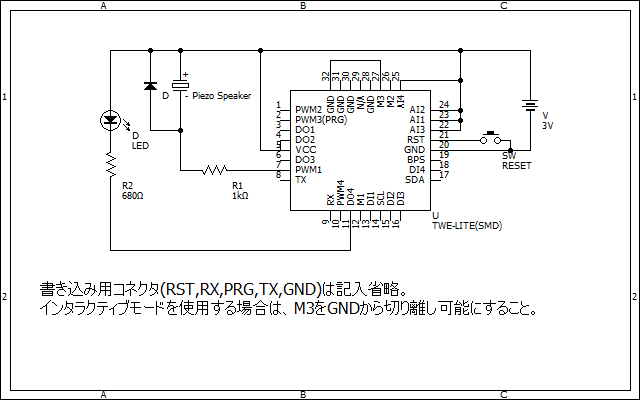 A B C
1 1
32 31 30 29 28 27 26 25
GND GND GND N/V GND M3 M2 AI4
D + - Piezo Speaker
1 PWM2
2 PWM3(PRG)
3 DO1
4 DO2
5 VCC
6 DO3
7 PWM1
8 TX
AI2 24
AI1 23
AI3 22
RST 21
GND 20
BPS 19
DI4 18
SDA 17
V
3V
SW
RESET
D
LED
R2
680Ω
R1
1kΩ
RX PWM4 DO4 M1 DI1 SCL DI2 DI3
9 10 11 12 13 14 15 16
U
TWE-LITE(SMD)
書き込み用コネクタ(RST,RX,PRG,TX,GND)は記入省略。
インタラクティブモードを使用する場合は、M3をGNDから切り離し可能にすること。
2 2
A B C